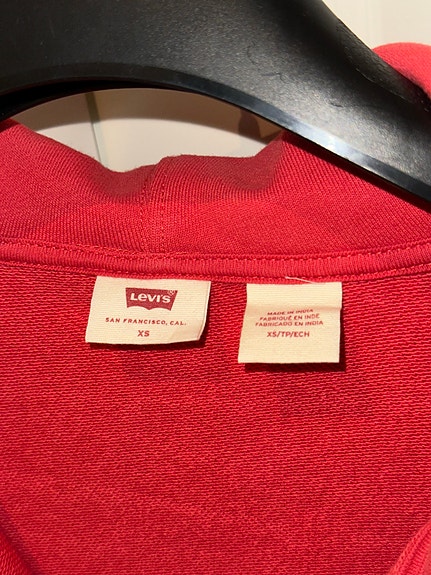 Levi's
SAN FRANCISCO, CAL.
XS
MADE IN INDIA
FABRIQUÉ EN INDE
FABRICADO EN INDIA
XS/TP/ECH